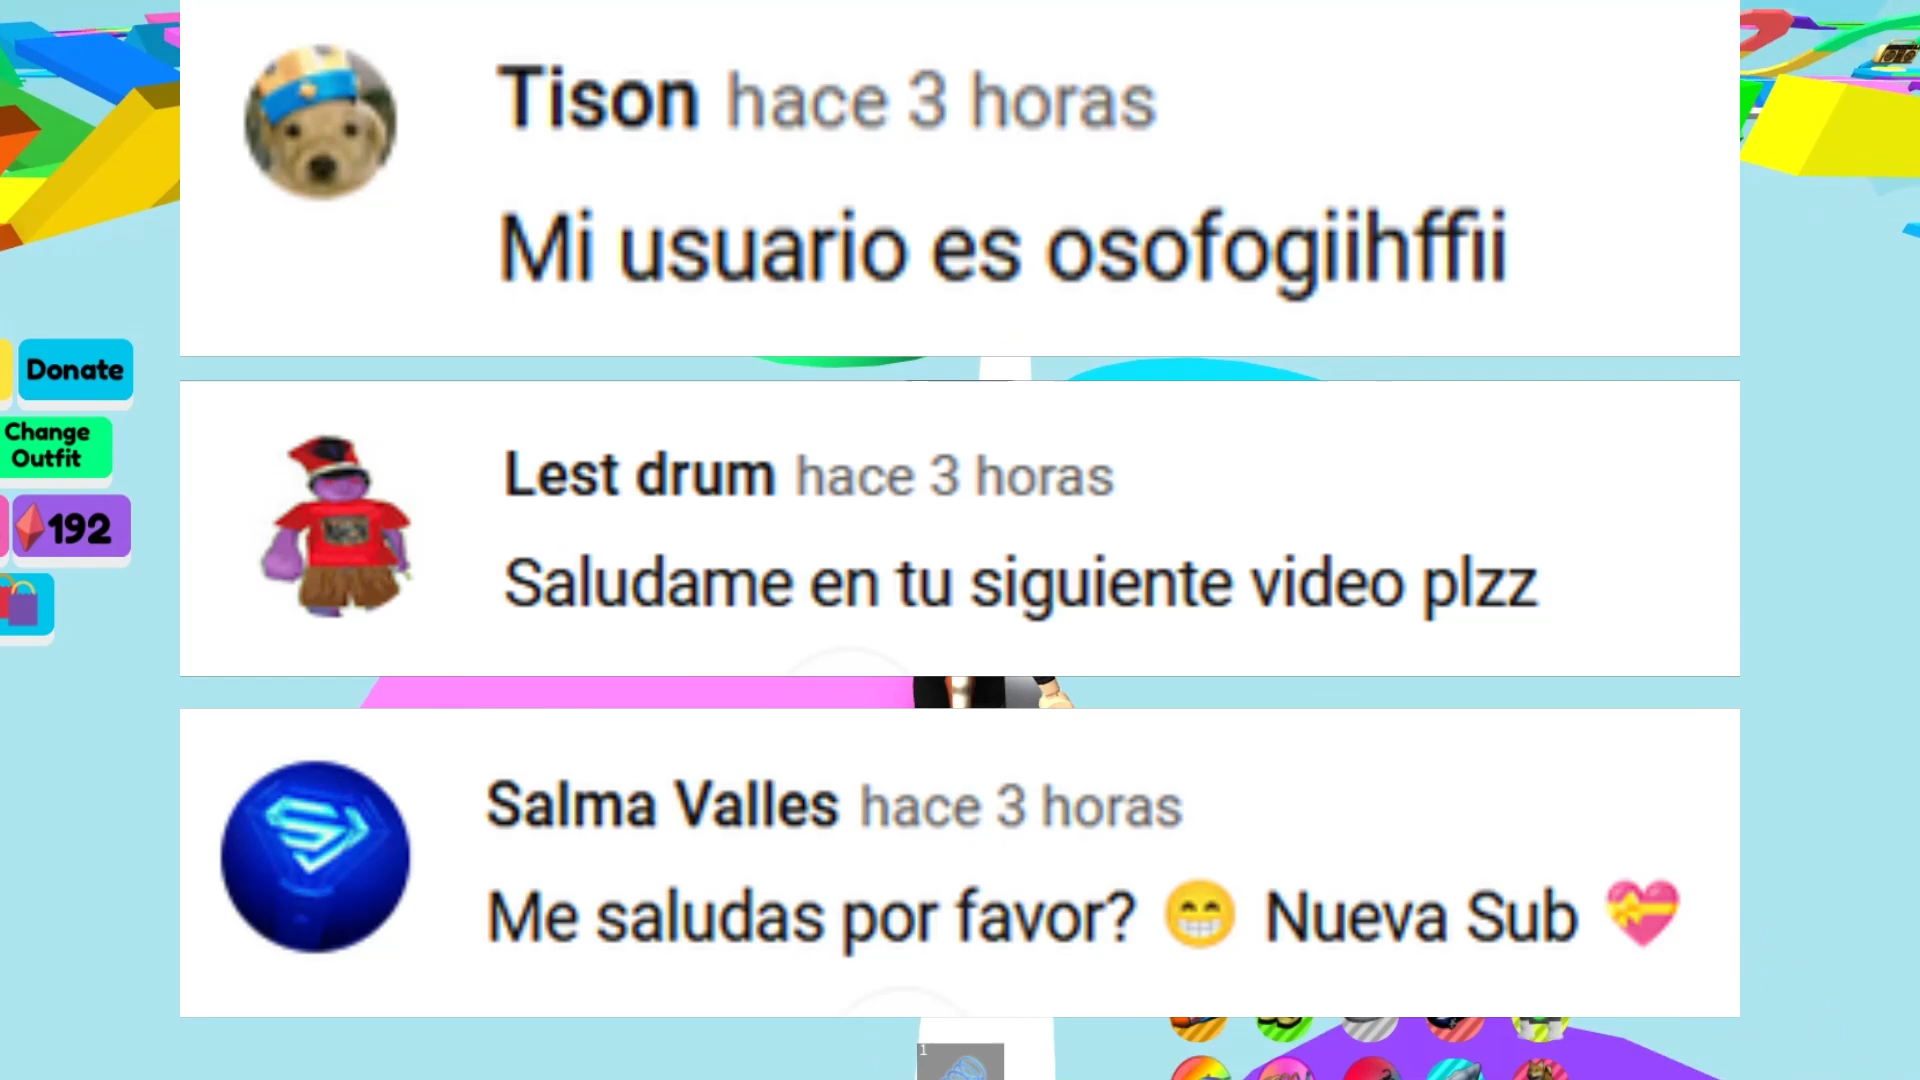 Tison hace 3 horas
Mi usuario es osofogiihffii
Donate
Change
Outfit
Lest drum hace 3 horas
192
Saludame en tu siguiente video plzz
Salma Valles hace 3 horas
Me saludas por favor? 😁 Nueva Sub 💝
1